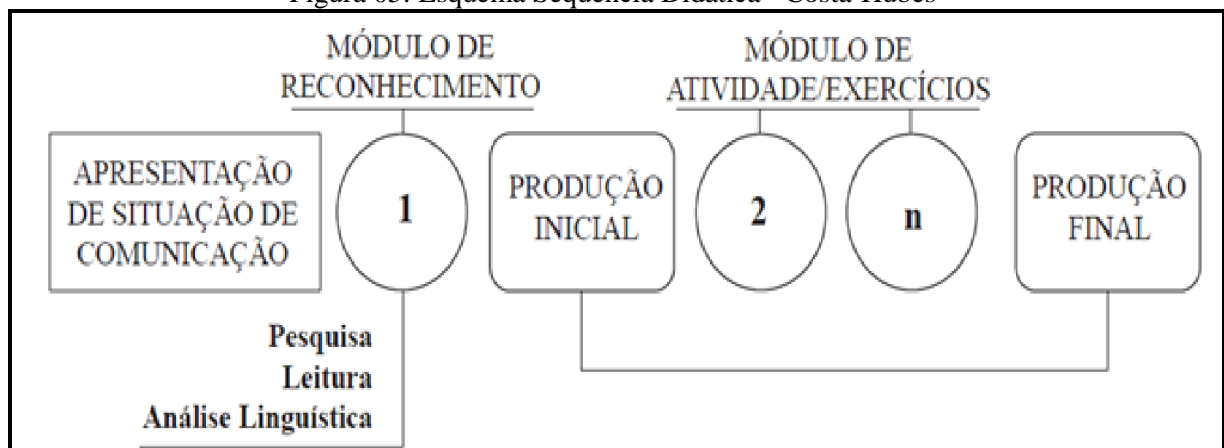 Figura 03: Esquema Sequência Didática - Costa-Hübes
MÓDULO DE
RECONHECIMENTO
MÓDULO DE
ATIVIDADE/EXERCÍCIOS
APRESENTAÇÃO
DE SITUAÇÃO DE
COMUNICAÇÃO
1
PRODUÇÃO
INICIAL
2
n
PRODUÇÃO
FINAL
Pesquisa
Leitura
Análise Linguística